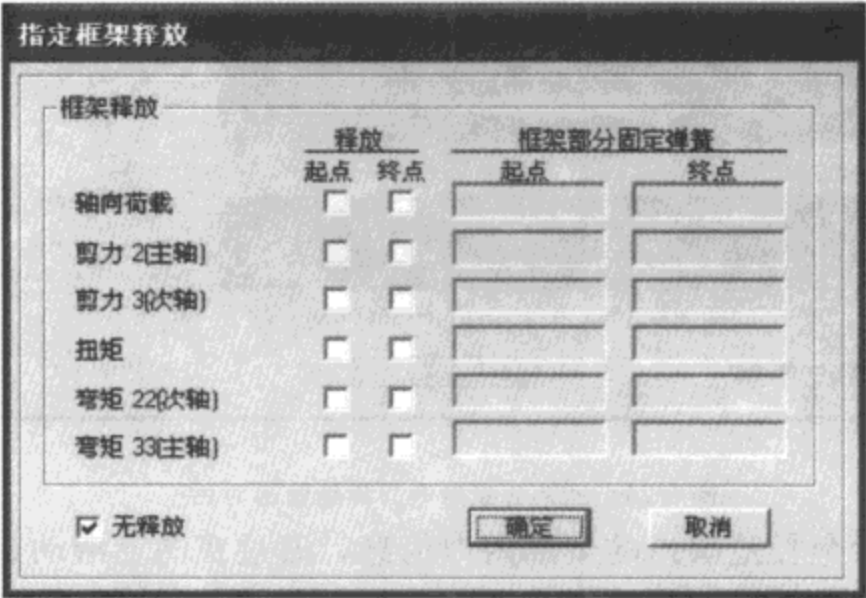 指定框架释放
框架释放
释放 框架部分固定弹簧
起点 终点 起点 终点
轴向荷载
剪力 2(主轴)
剪力 3(次轴)
扭矩
弯矩 22(次轴)
弯矩 33(主轴)
无释放 确定 取消